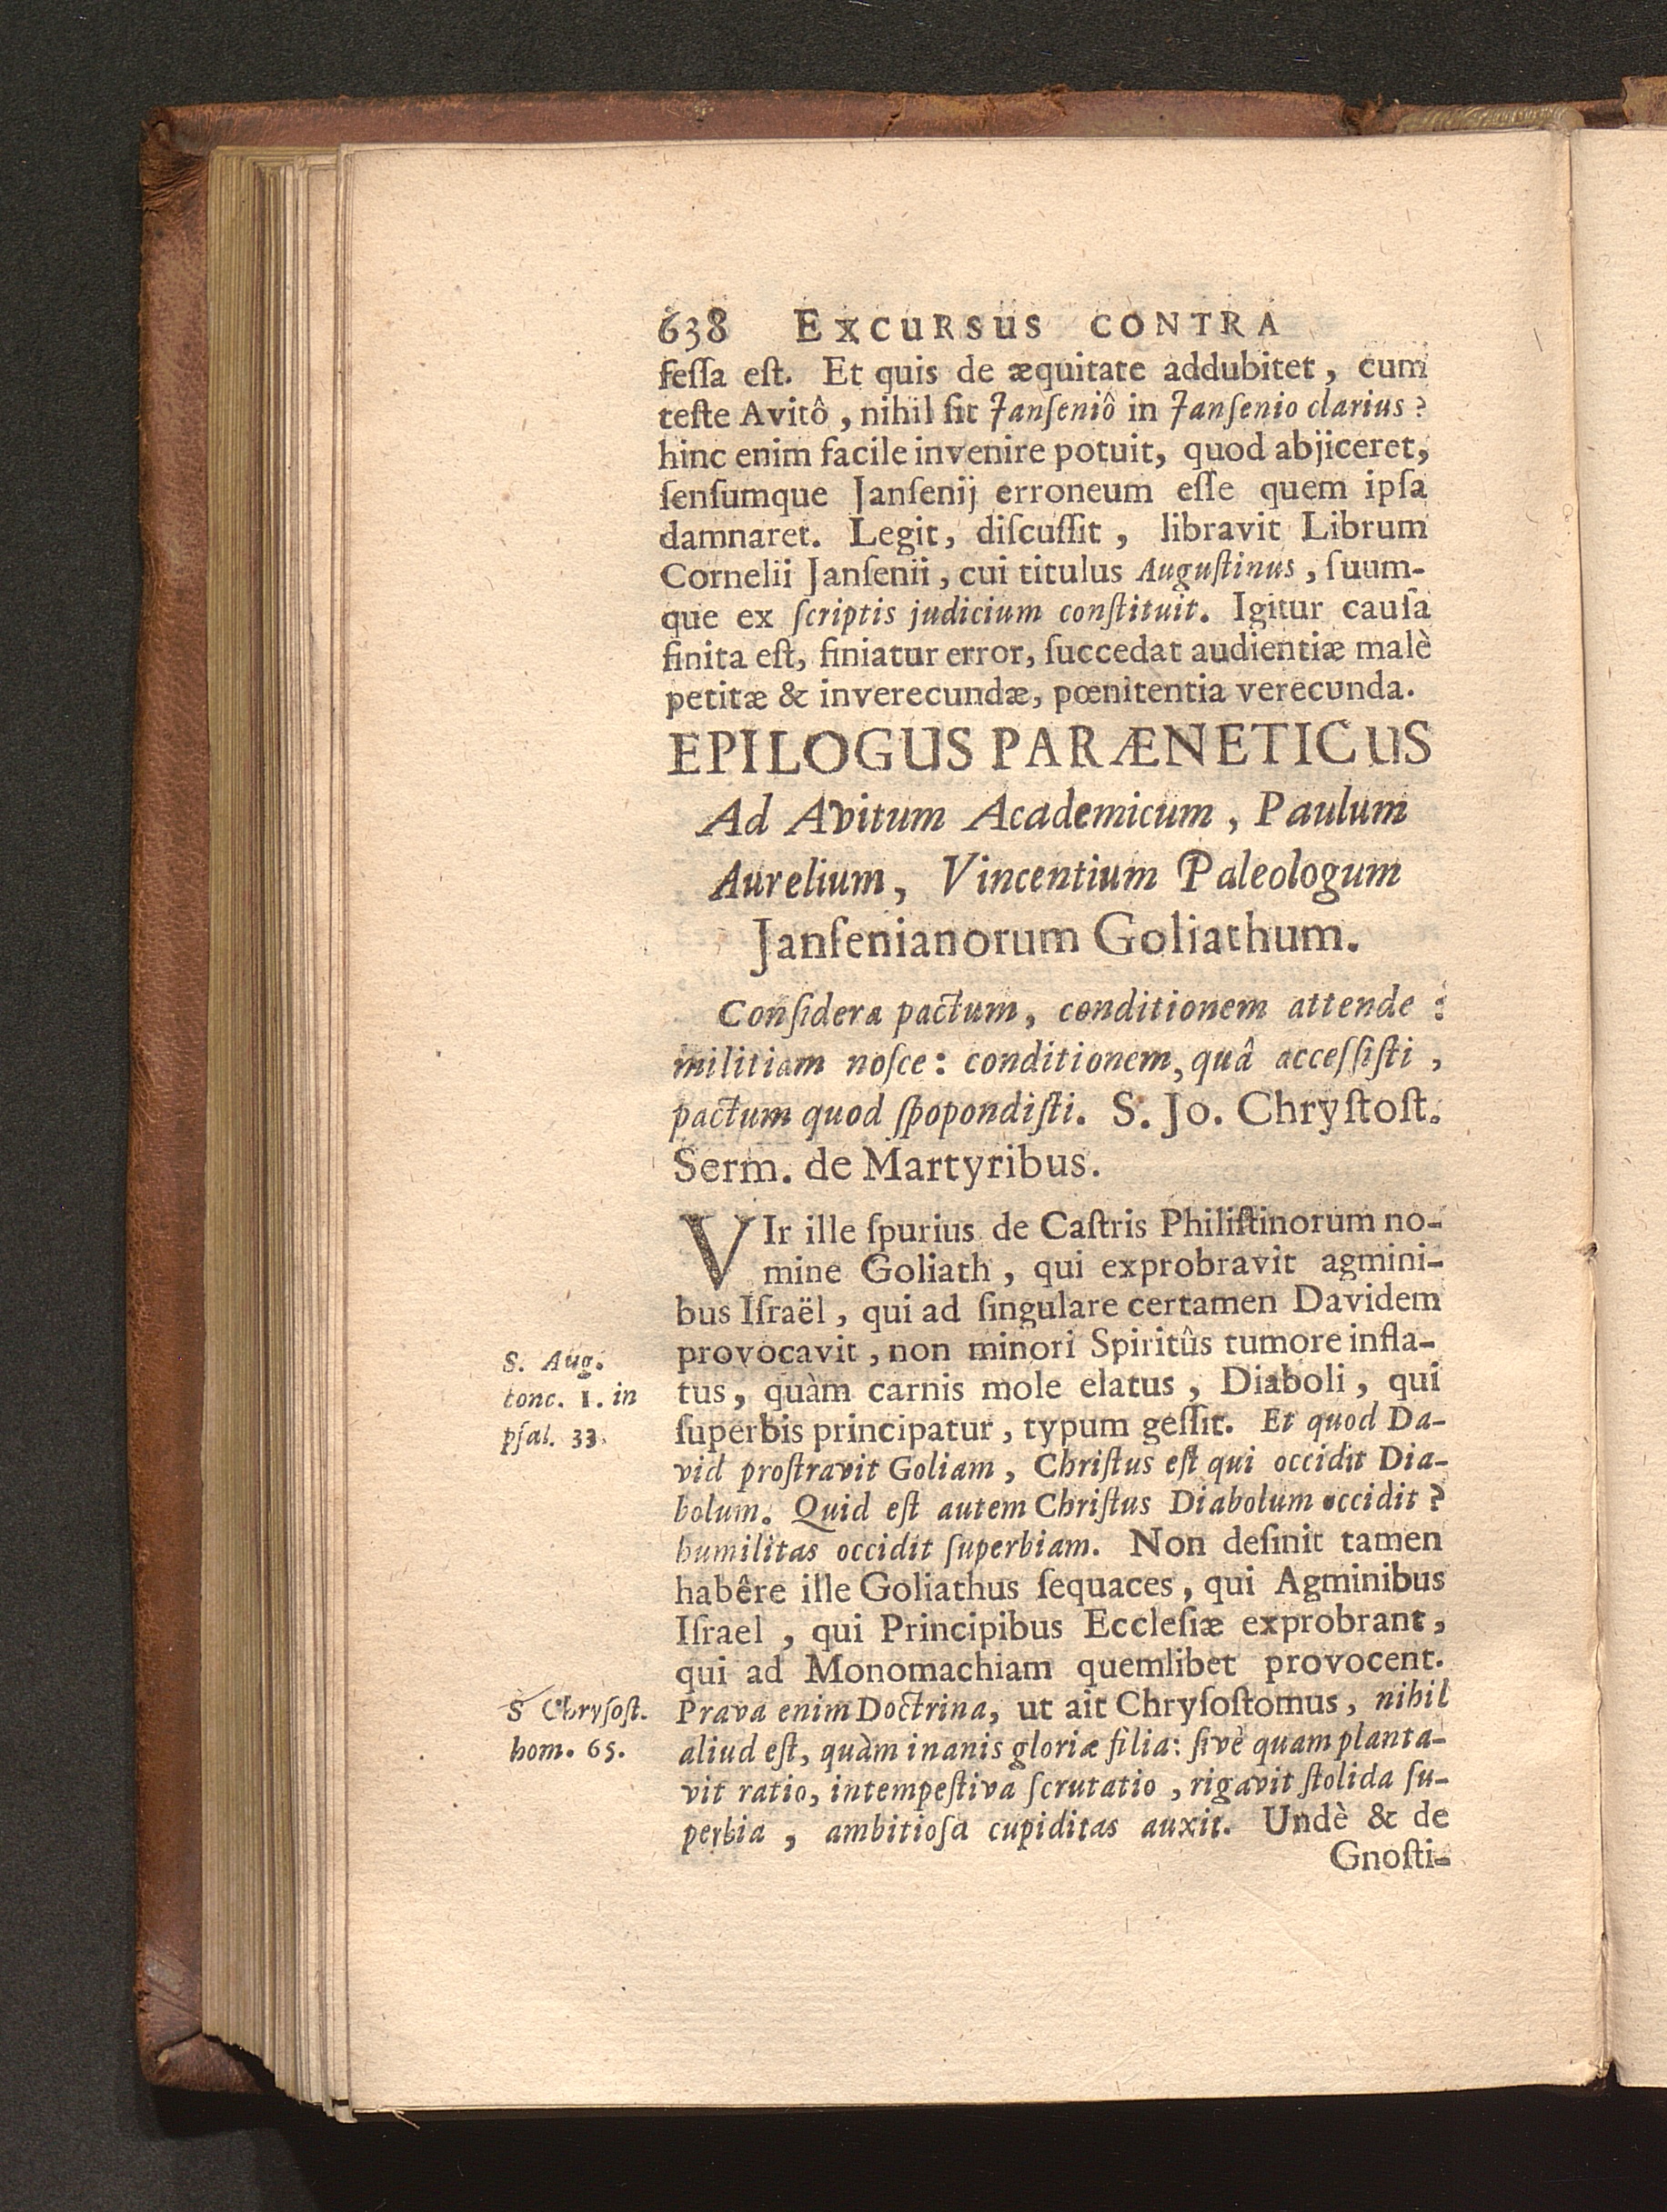 638 EXCURSUS CONTRA
feſſa eſt. Et quis de æquitate addubitet, cum
teſte Avitô, nihil ſit Janſeniô in Janſenio clarius?
hinc enim facile invenire potuit, quod abjiceret,
ſenſumque Janſenij erroneum eſſe quem ipſa
damnaret. Legit, diſcuſſit, libravit Librum
Cornelii Janſenii, cui titulus Auguſtinus, ſuum-
que ex ſcriptis judicium conſtituit. Igitur cauſa
finita eſt, finiatur error, ſuccedat audientiæ malè
petitæ & inverecundæ, pœnitentia verecunda.
EPILOGUS PARÆNETICUS
Ad Avitum Academicum, Paulum
Aurelium, Vincentium Paleologum
Janſenianorum Goliathum.
Conſidera pactum, conditionem attende:
militiam noſce: conditionem, quâ acceſſiſti,
pactum quod ſpopondiſti. S. Jo. Chryſtoſt.
Serm. de Martyribus.
VIr ille ſpurius de Caſtris Philiſtinorum no-
mine Goliath, qui exprobravit agmini-
bus Iſraël, qui ad ſingulare certamen Davidem
provocavit, non minori Spiritûs tumore infla-
tus, quàm carnis mole elatus, Diaboli, qui
ſuperbis principatur, typum geſſit. Et quod Da-
vid proſtravit Goliam, Chriſtus eſt qui occidit Dia-
bolum. Quid eſt autem Chriſtus Diabolum occidit?
humilitas occidit ſuperbiam. Non deſinit tamen
habêre ille Goliathus ſequaces, qui Agminibus
Iſrael, qui Principibus Eccleſiæ exprobrant,
qui ad Monomachiam quemlibet provocent.
Prava enim Doctrina, ut ait Chryſoſtomus, nihil
aliud eſt, quàm inanis gloriæ filia: ſivè quam planta-
vit ratio, intempeſtiva ſcrutatio, rigavit ſtolida ſu-
perbia, ambitioſa cupiditas auxit. Undè & de
Gnoſti-
S. Aug.
conc. 1. in
pſal. 33.
S Chryſoſt.
hom. 65.